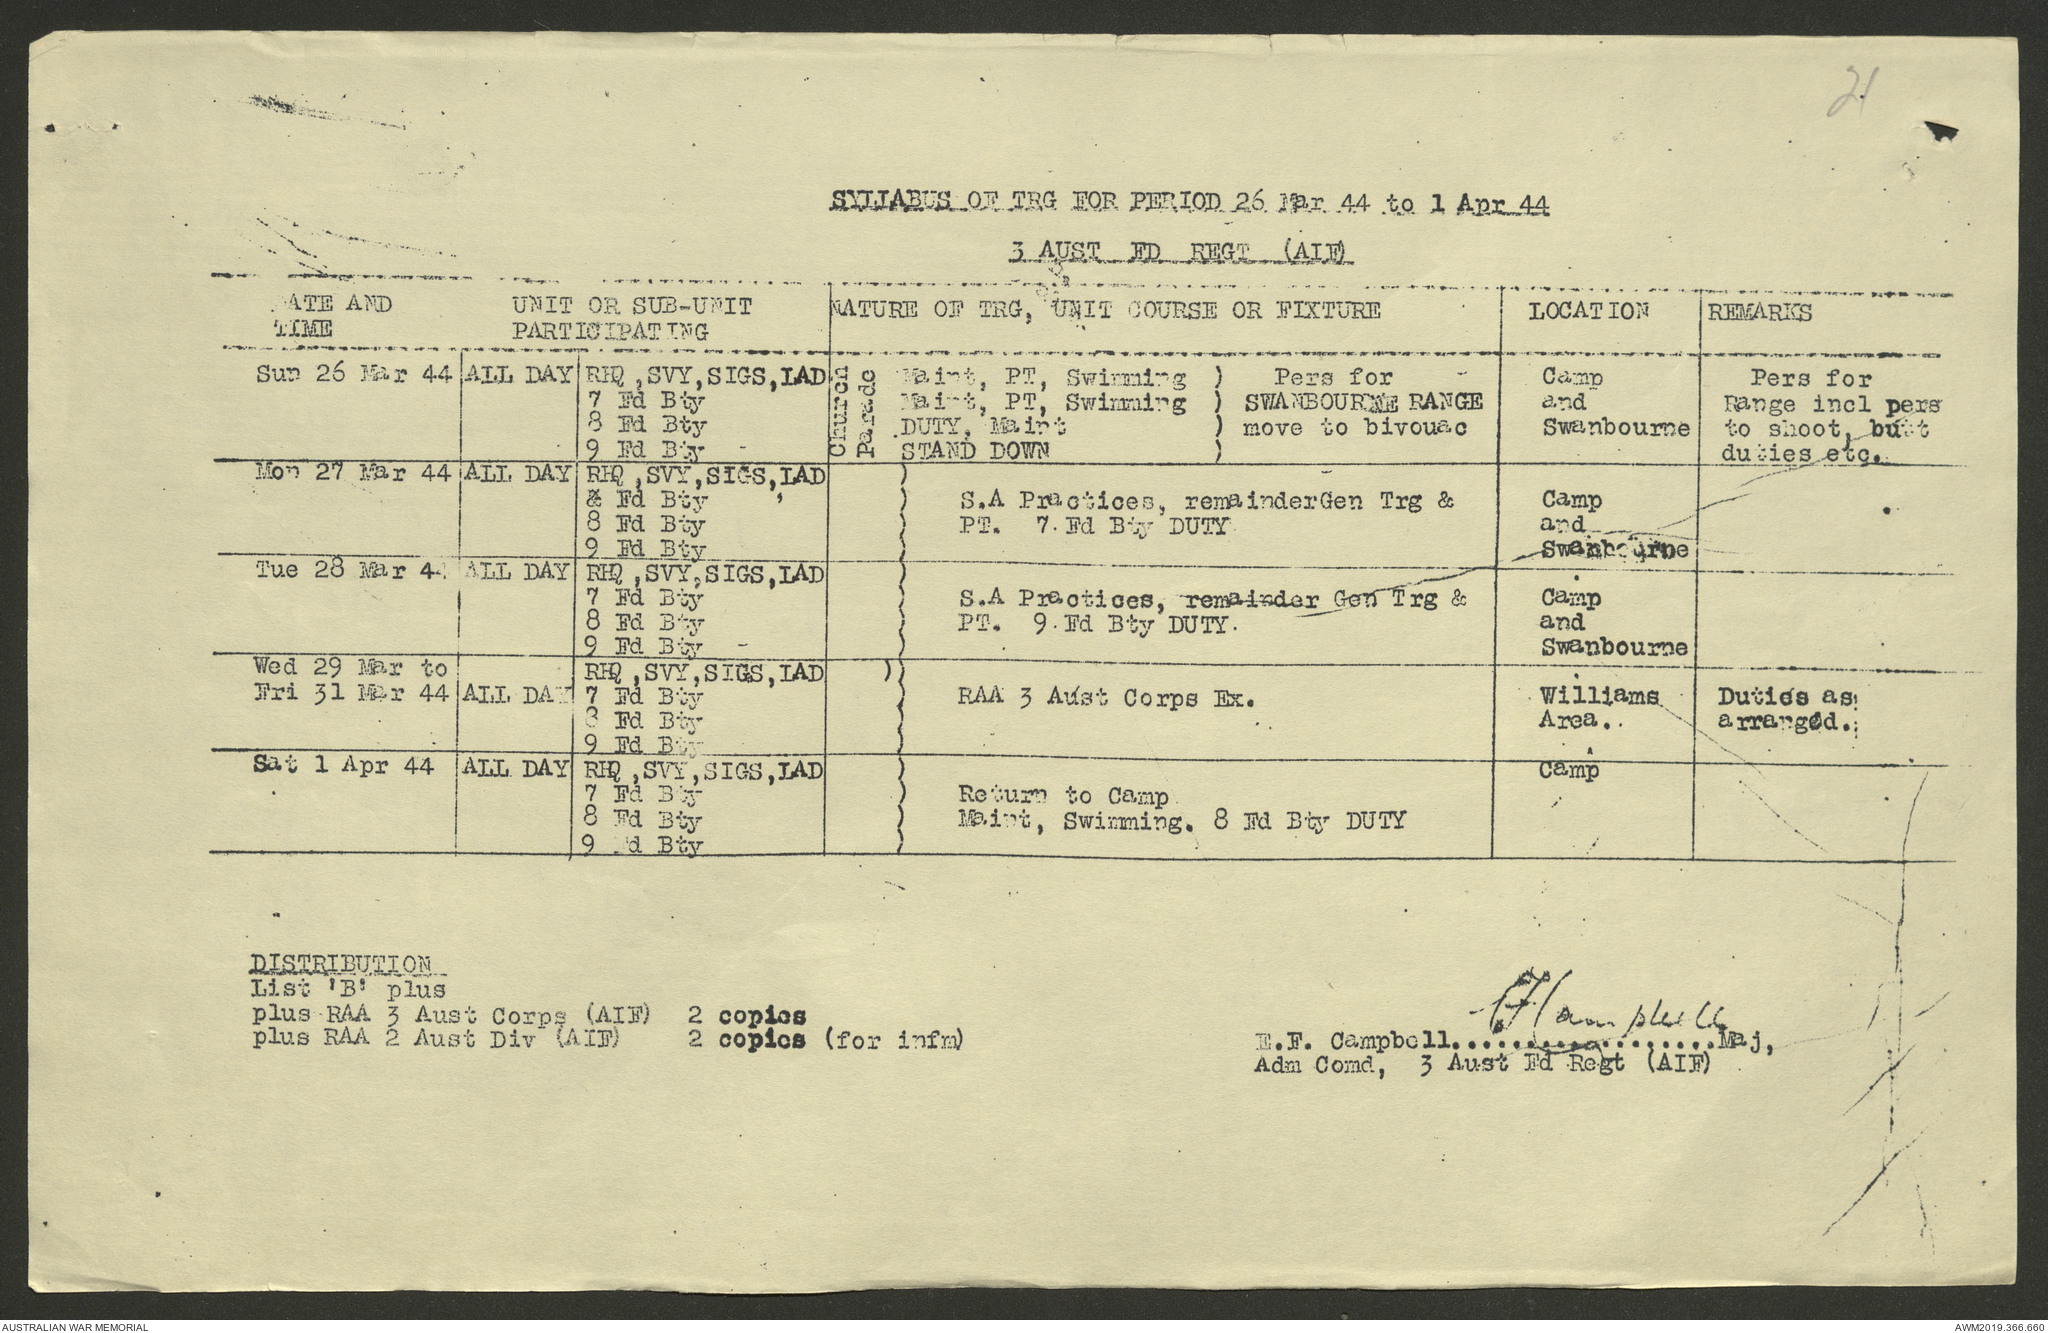 21
SYLLABUS OF TRG FOR PERIOD 26 Mar 44 to 1 Apr 44
3 AUST FD REGT (AIF)
DATE AND TIME UNIT OR SUB-UNIT PARTICIPATING NATURE OF TRG, UNIT COURSE OR FIXTURE LOCATION REMARKS
Sun 26 Mar 44 ALL DAY RHQ,SVY,SIGS,LAD Church Parade Maint, PT, Swimming ) Pers for Camp Pers for
7 Fd Bty Maint, PT, Swimming ) SWANBOURNE RANGE and Range incl pers
8 Fd Bty DUTY, Maint ) move to bivouac Swanbourne to shoot, butt
9 Fd Bty STAND DOWN ) duties etc.
Mon 27 Mar 44 ALL DAY RHQ,SVY,SIGS,LAD )
Fd Bty S.A Practices, remainderGen Trg & Camp
8 Fd Bty PT. 7 Fd Bty DUTY and
9 Fd Bty Swanbourne
Tue 28 Mar 44 ALL DAY RHQ,SVY,SIGS,LAD
7 Fd Bty S.A Practices, remainder Gen Trg & Camp
8 Fd Bty PT. 9 Fd Bty DUTY. and
9 Fd Bty Swanbourne
Wed 29 Mar to RHQ,SVY,SIGS,LAD )
Fri 31 Mar 44 ALL DAY 7 Fd Bty RAA 3 Aust Corps Ex. Williams Duties as
8 Fd Bty Area. arranged.
9 Fd Bty
Sat 1 Apr 44 ALL DAY RHQ,SVY,SIGS,LAD Camp
7 Fd Bty Return to Camp
8 Fd Bty Maint, Swimming. 8 Fd Bty DUTY
9 Fd Bty
DISTRIBUTION
List 'B' plus
plus RAA 3 Aust Corps (AIF) 2 copies
plus RAA 2 Aust Div (AIF) 2 copies (for infm)
EFCampbell
E.F. Campbell..................Maj,
Adm Comd, 3 Aust Fd Regt (AIF)
AUSTRALIAN WAR MEMORIAL
AWM2019.366.660